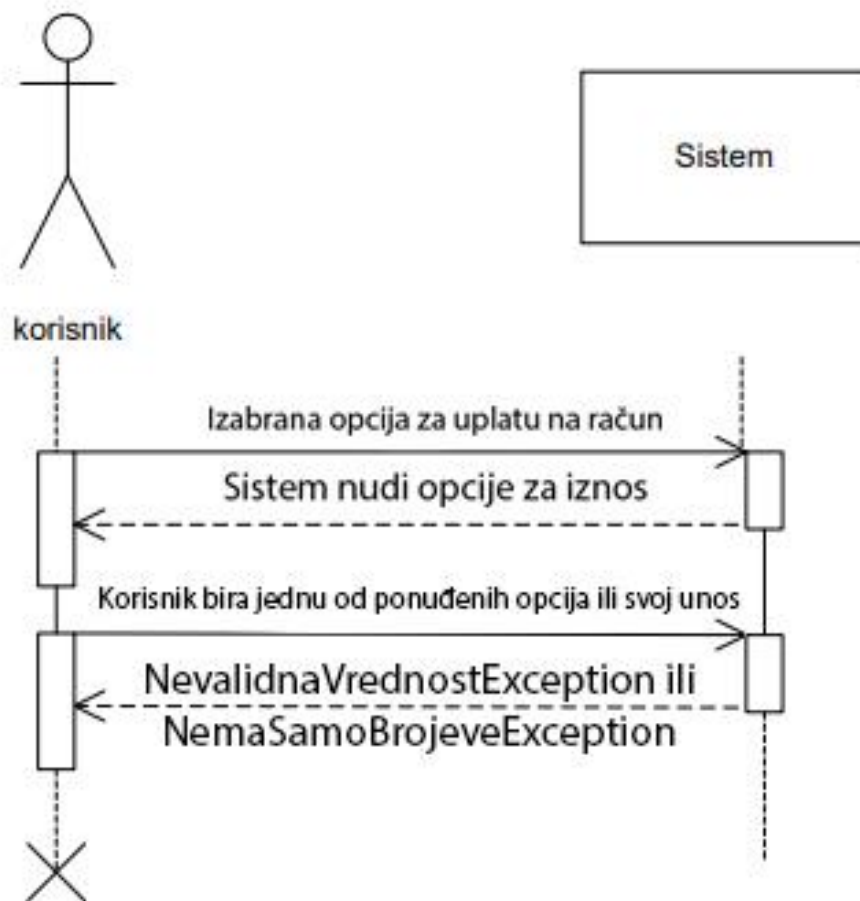 Sistem
korisnik
Izabrana opcija za uplatu na račun
Sistem nudi opcije za iznos
Korisnik bira jednu od ponuđenih opcija ili svoj unos
NevalidnaVrednostException ili
NemaSamoBrojeveException